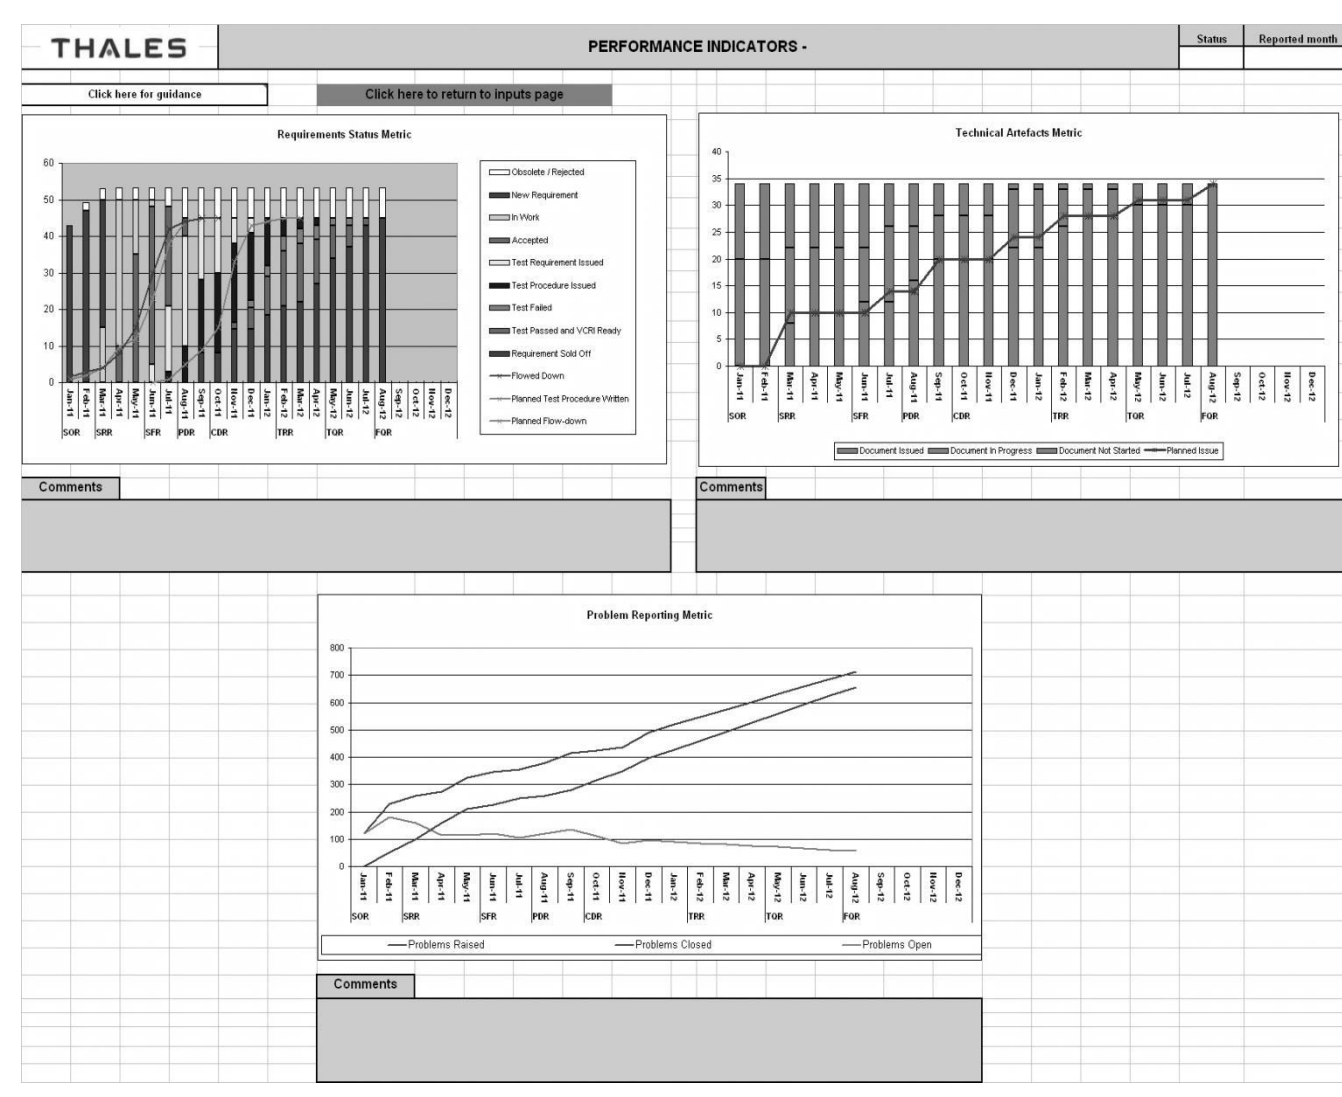 THALES
PERFORMANCE INDICATORS -
Status
Reported month
Click here for guidance
Click here to return to inputs page
Requirements Status Metric
60
50
40
30
20
10
0
Jan-11
Feb-11
Mar-11
Apr-11
May-11
Jun-11
Jul-11
Aug-11
Sep-11
Oct-11
Nov-11
Dec-11
Jan-12
Feb-12
Mar-12
Apr-12
May-12
Jun-12
Jul-12
Aug-12
Sep-12
Oct-12
Nov-12
Dec-12
SOR
SRR
SFR
PDR
CDR
TRR
TQR
FQR
Obsolete / Rejected
New Requirement
In Work
Accepted
Test Requirement Issued
Test Procedure Issued
Test Failed
Test Passed and VCRI Ready
Requirement Sold Off
Flowed Down
Planned Test Procedure Written
Planned Flow-down
Technical Artefacts Metric
40
35
30
25
20
15
10
5
0
Jan-11
Feb-11
Mar-11
Apr-11
May-11
Jun-11
Jul-11
Aug-11
Sep-11
Oct-11
Nov-11
Dec-11
Jan-12
Feb-12
Mar-12
Apr-12
May-12
Jun-12
Jul-12
Aug-12
Sep-12
Oct-12
Nov-12
Dec-12
SOR
SRR
SFR
PDR
CDR
TRR
TQR
FQR
Document Issued
Document In Progress
Document Not Started
Planned Issue
Comments
Comments
Problem Reporting Metric
800
700
600
500
400
300
200
100
0
Jan-11
Feb-11
Mar-11
Apr-11
May-11
Jun-11
Jul-11
Aug-11
Sep-11
Oct-11
Nov-11
Dec-11
Jan-12
Feb-12
Mar-12
Apr-12
May-12
Jun-12
Jul-12
Aug-12
Sep-12
Oct-12
Nov-12
Dec-12
SOR
SRR
SFR
PDR
CDR
TRR
TQR
FQR
Problems Raised
Problems Closed
Problems Open
Comments